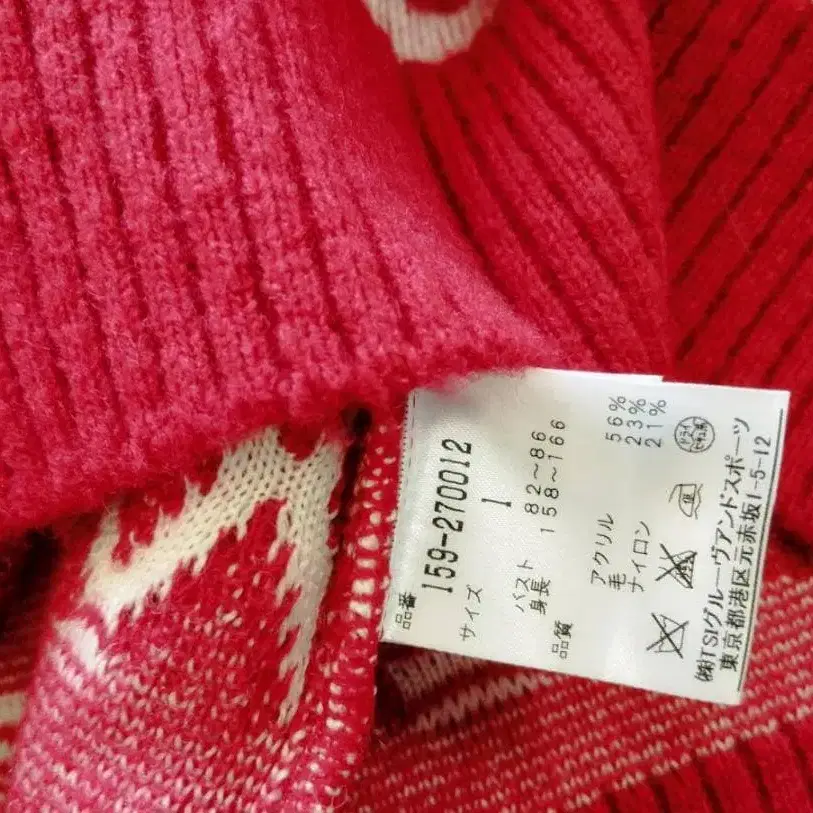 品番 159-270012
サイズ 1
バスト 82～86
身長 158～166
品質 アクリル 56%
毛 23%
ナイロン 21%
ドライ
(株)TSIグルーヴアンドスポーツ
東京都港区元赤坂1-5-12